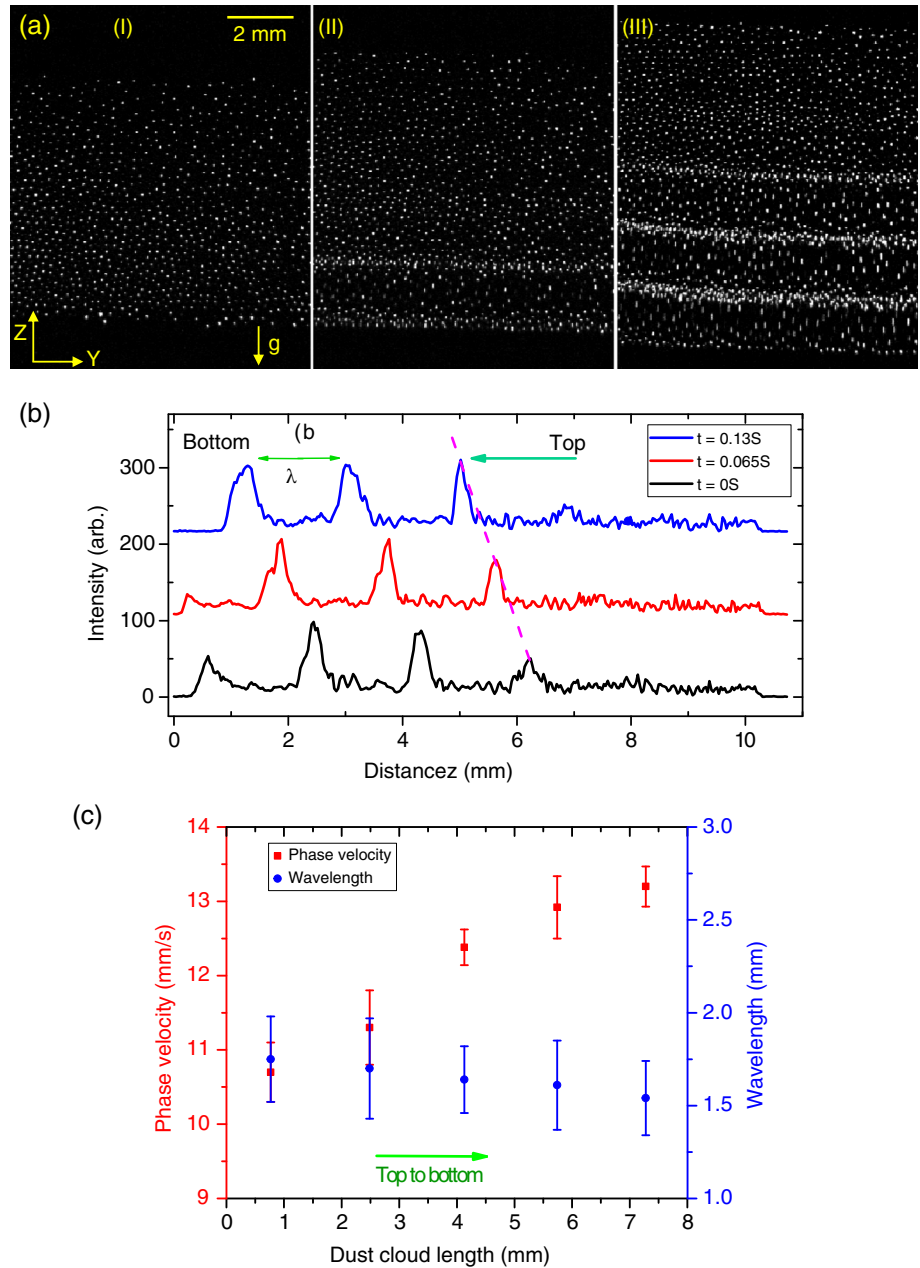 (a)
(I)
2 mm
(II)
(III)
Z
Y
g
(b)
Bottom
(b
λ
Top
t = 0.13S
t = 0.065S
t = 0S
300
200
100
0
Intensity (arb.)
0 2 4 6 8 10
Distancez (mm)
(c)
Phase velocity
Wavelength
14
13
12
11
10
9
Phase velocity (mm/s)
3.0
2.5
2.0
1.5
1.0
Wavelength (mm)
Top to bottom
0 1 2 3 4 5 6 7 8
Dust cloud length (mm)